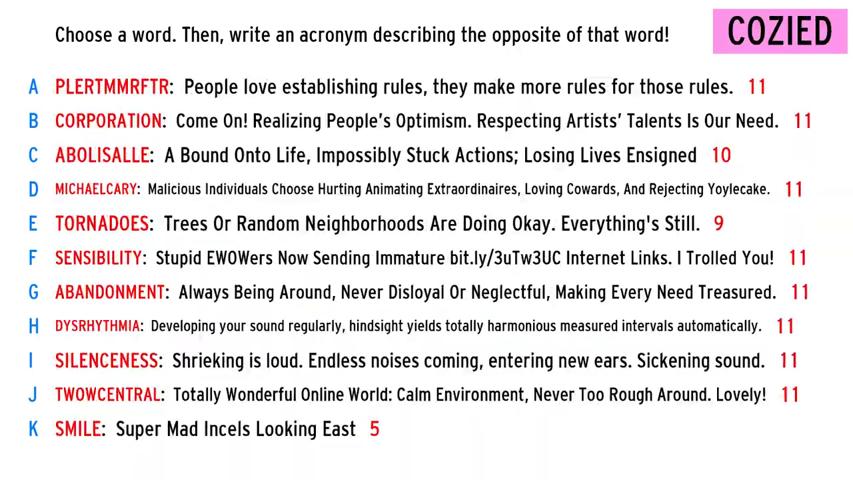 Choose a word. Then, write an acronym describing the opposite of that word!
COZIED
A PLERTMMRFTR: People love establishing rules, they make more rules for those rules. 11
B CORPORATION: Come On! Realizing People's Optimism. Respecting Artists' Talents Is Our Need. 11
C ABOLISALLE: A Bound Onto Life, Impossibly Stuck Actions; Losing Lives Ensigned 10
D MICHAELCARY: Malicious Individuals Choose Hurting Animating Extraordinaires, Loving Cowards, And Rejecting Yoylecake. 11
E TORNADOES: Trees Or Random Neighborhoods Are Doing Okay. Everything's Still. 9
F SENSIBILITY: Stupid EWOWers Now Sending Immature bit.ly/3uTw3UC Internet Links. I Trolled You! 11
G ABANDONMENT: Always Being Around, Never Disloyal Or Neglectful, Making Every Need Treasured. 11
H DYSRHYTHMIA: Developing your sound regularly, hindsight yields totally harmonious measured intervals automatically. 11
I SILENCENESS: Shrieking is loud. Endless noises coming, entering new ears. Sickening sound. 11
J TWOWCENTRAL: Totally Wonderful Online World: Calm Environment, Never Too Rough Around. Lovely! 11
K SMILE: Super Mad Incels Looking East 5